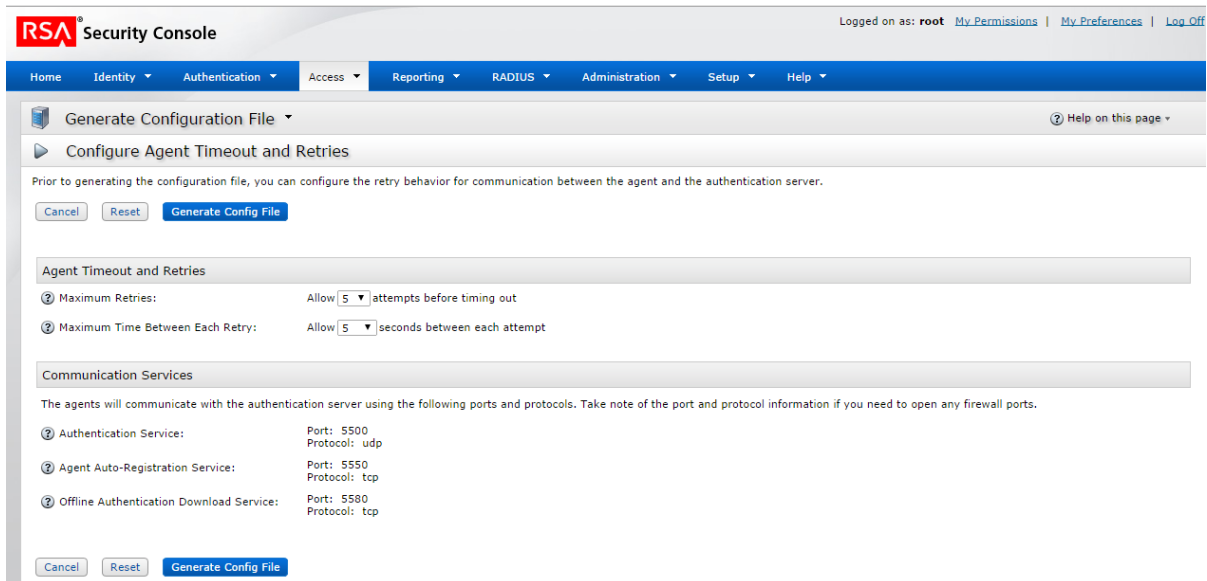 RSA® Security Console
Logged on as: root My Permissions | My Preferences | Log Off
Home Identity Authentication Access Reporting RADIUS Administration Setup Help
Generate Configuration File
Help on this page
Configure Agent Timeout and Retries
Prior to generating the configuration file, you can configure the retry behavior for communication between the agent and the authentication server.
Cancel Reset Generate Config File
Agent Timeout and Retries
Maximum Retries: Allow 5 attempts before timing out
Maximum Time Between Each Retry: Allow 5 seconds between each attempt
Communication Services
The agents will communicate with the authentication server using the following ports and protocols. Take note of the port and protocol information if you need to open any firewall ports.
Authentication Service: Port: 5500
Protocol: udp
Agent Auto-Registration Service: Port: 5550
Protocol: tcp
Offline Authentication Download Service: Port: 5580
Protocol: tcp
Cancel Reset Generate Config File